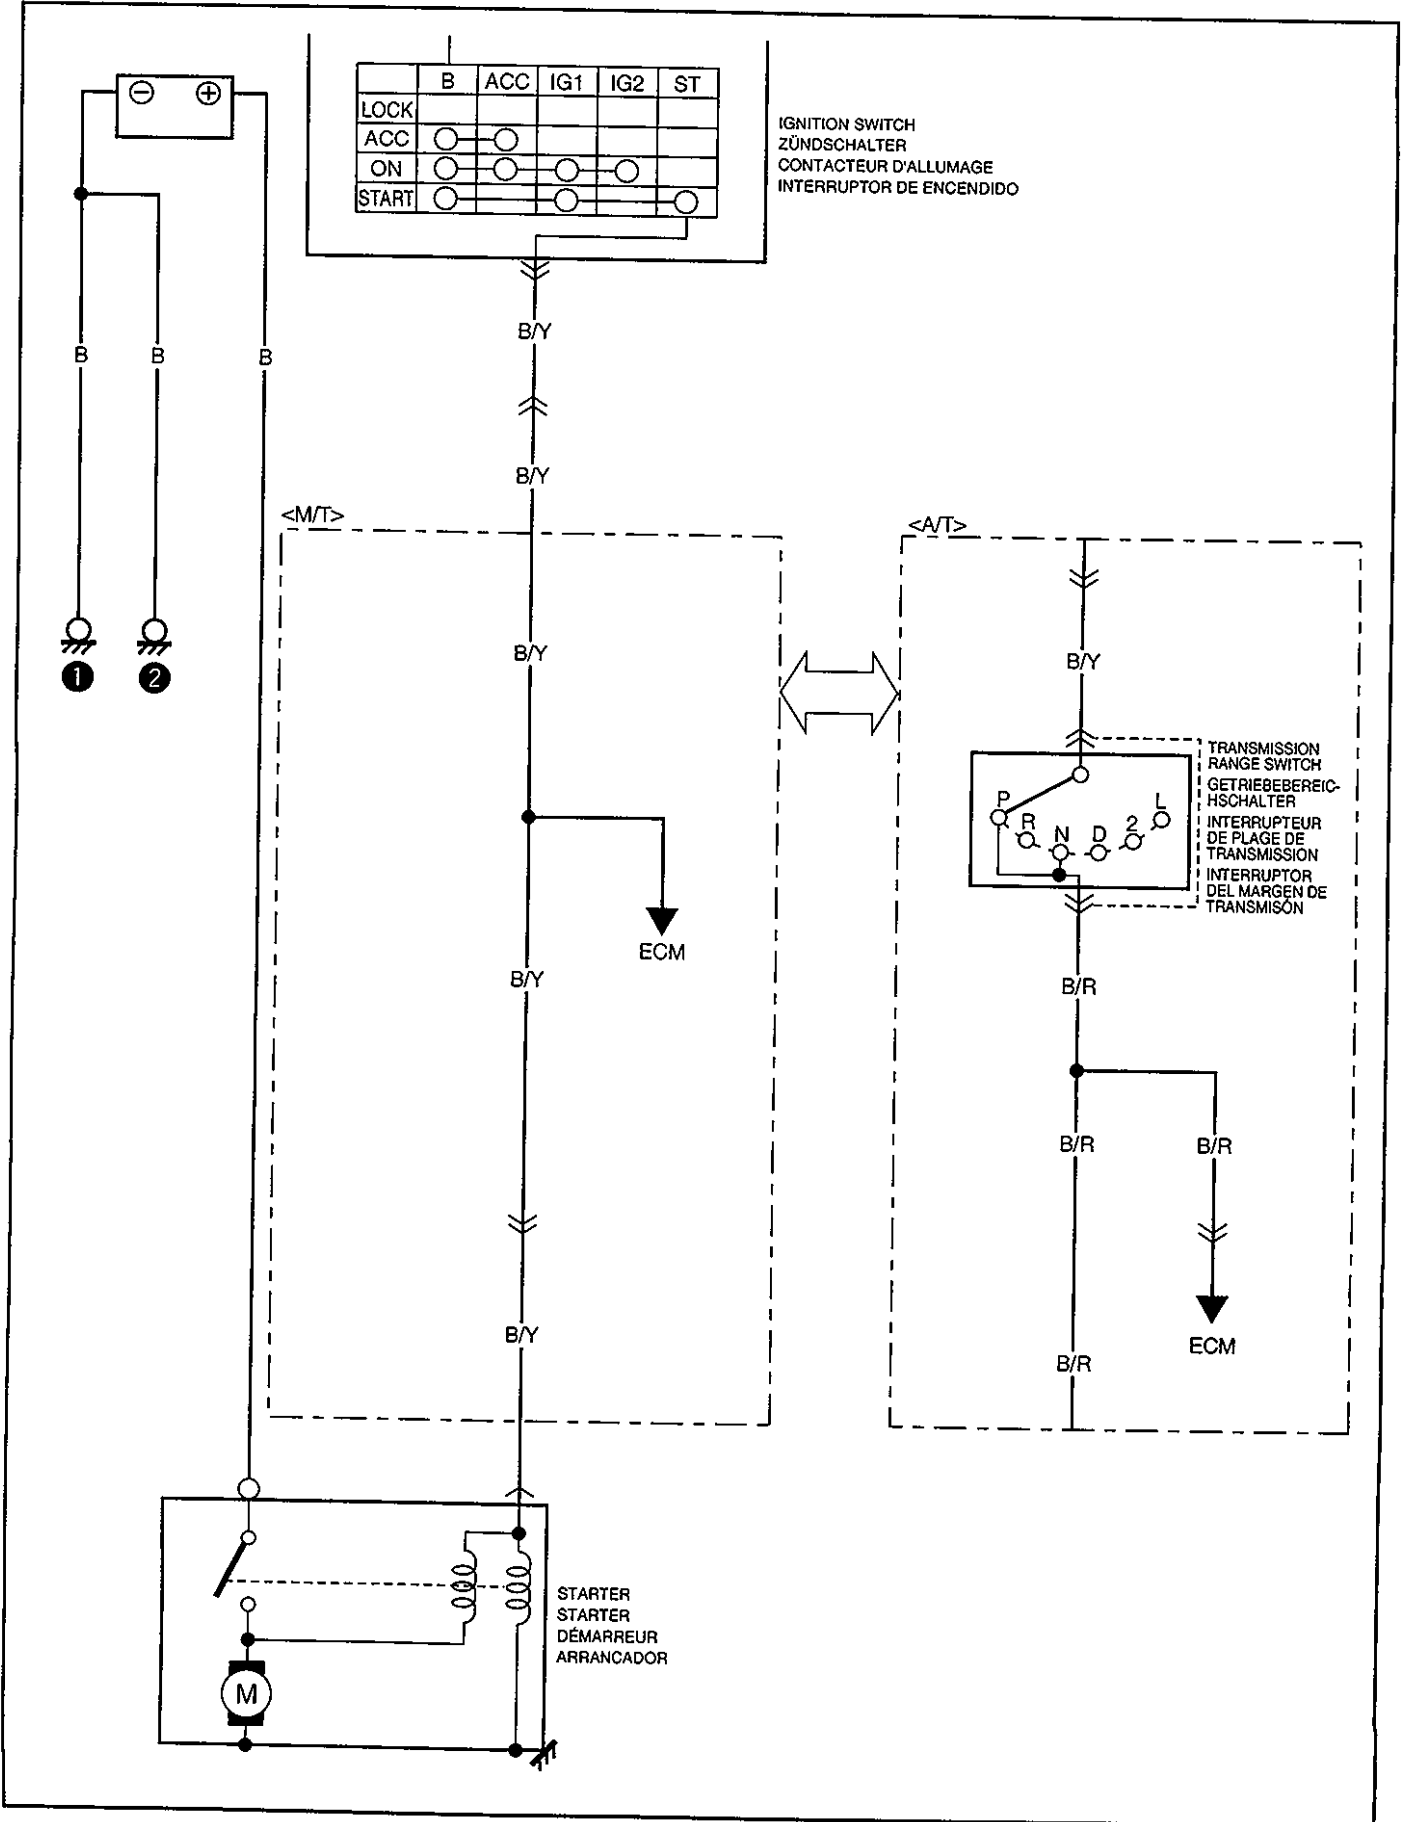 ⊖ ⊕
B ACC IG1 IG2 ST
LOCK
ACC
ON
START
IGNITION SWITCH
ZÜNDSCHALTER
CONTACTEUR D'ALLUMAGE
INTERRUPTOR DE ENCENDIDO
B/Y
B B B
B/Y
<M/T>
<A/T>
1 2
B/Y
B/Y
TRANSMISSION
RANGE SWITCH
GETRIEBEBEREIC-
HSCHALTER
INTERRUPTEUR
DE PLAGE DE
TRANSMISSION
INTERRUPTOR
DEL MARGEN DE
TRANSMISÓN
P R N D 2 L
ECM
B/Y
B/R
B/R B/R
B/Y
ECM
B/R
STARTER
STARTER
DÉMARREUR
ARRANCADOR
M